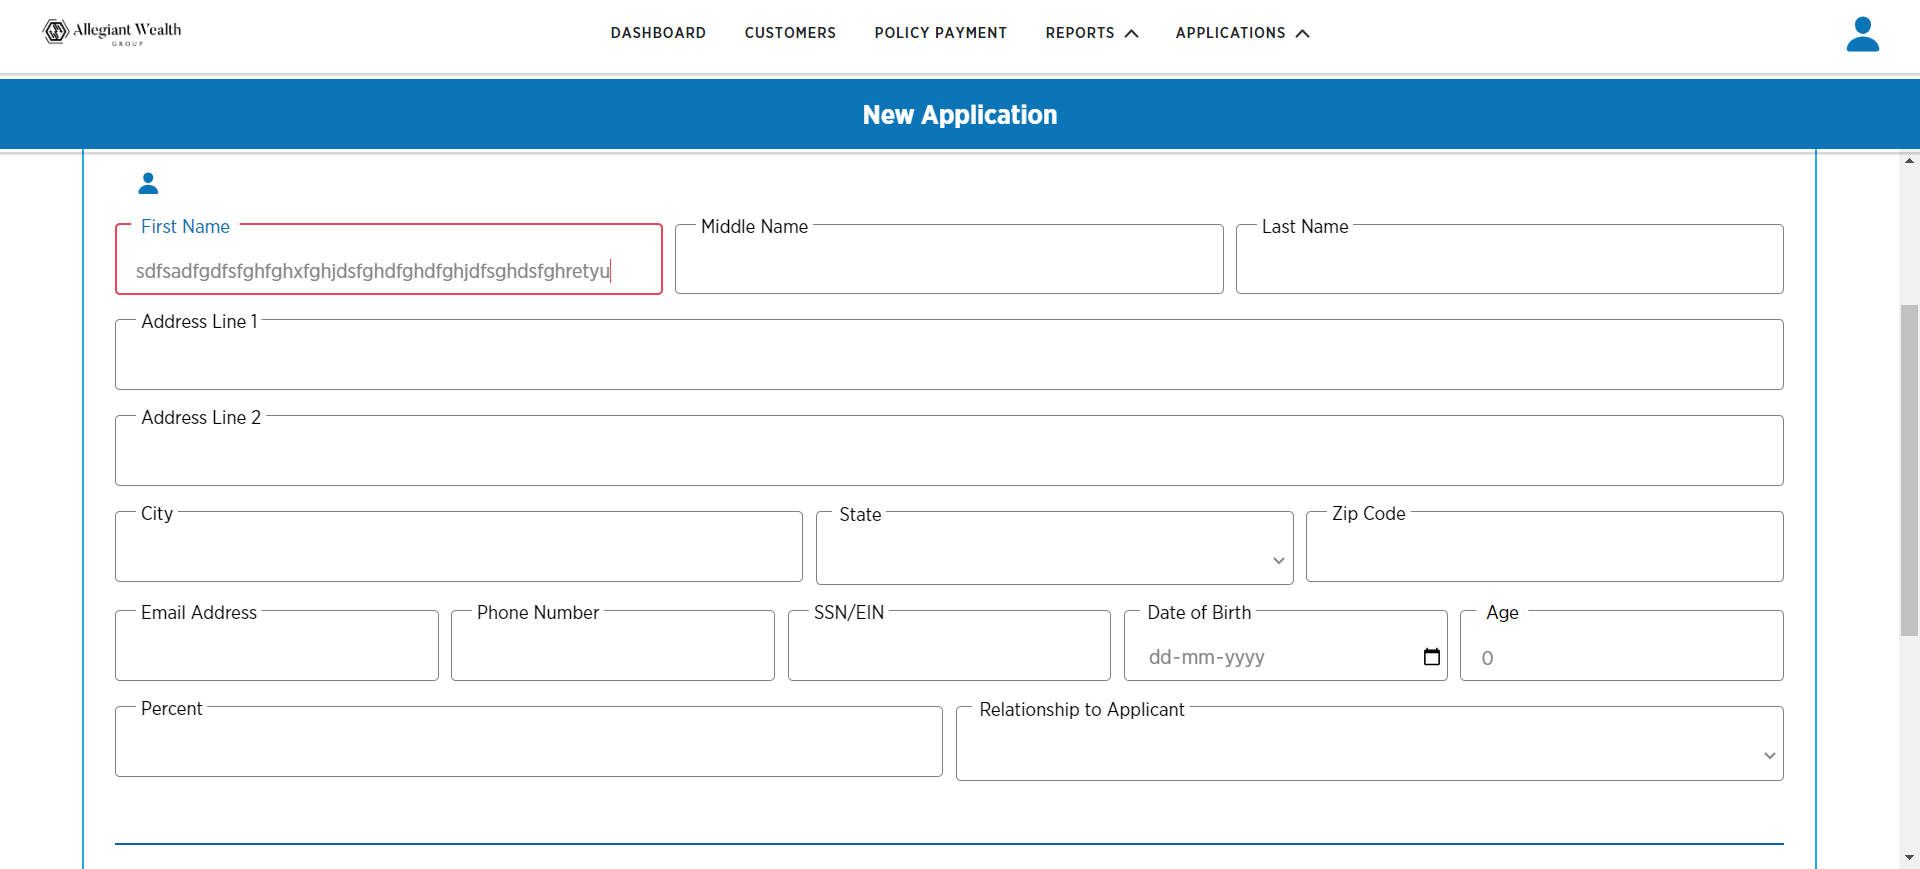 Allegiant Wealth
GROUP
DASHBOARD CUSTOMERS POLICY PAYMENT REPORTS APPLICATIONS
New Application
First Name Middle Name Last Name
sdfsadfgdfsfghfghxfghjdsfghdfghdfghjdfsghdsfghretyu
Address Line 1
Address Line 2
City State Zip Code
Email Address Phone Number SSN/EIN Date of Birth Age
dd-mm-yyyy 0
Percent Relationship to Applicant